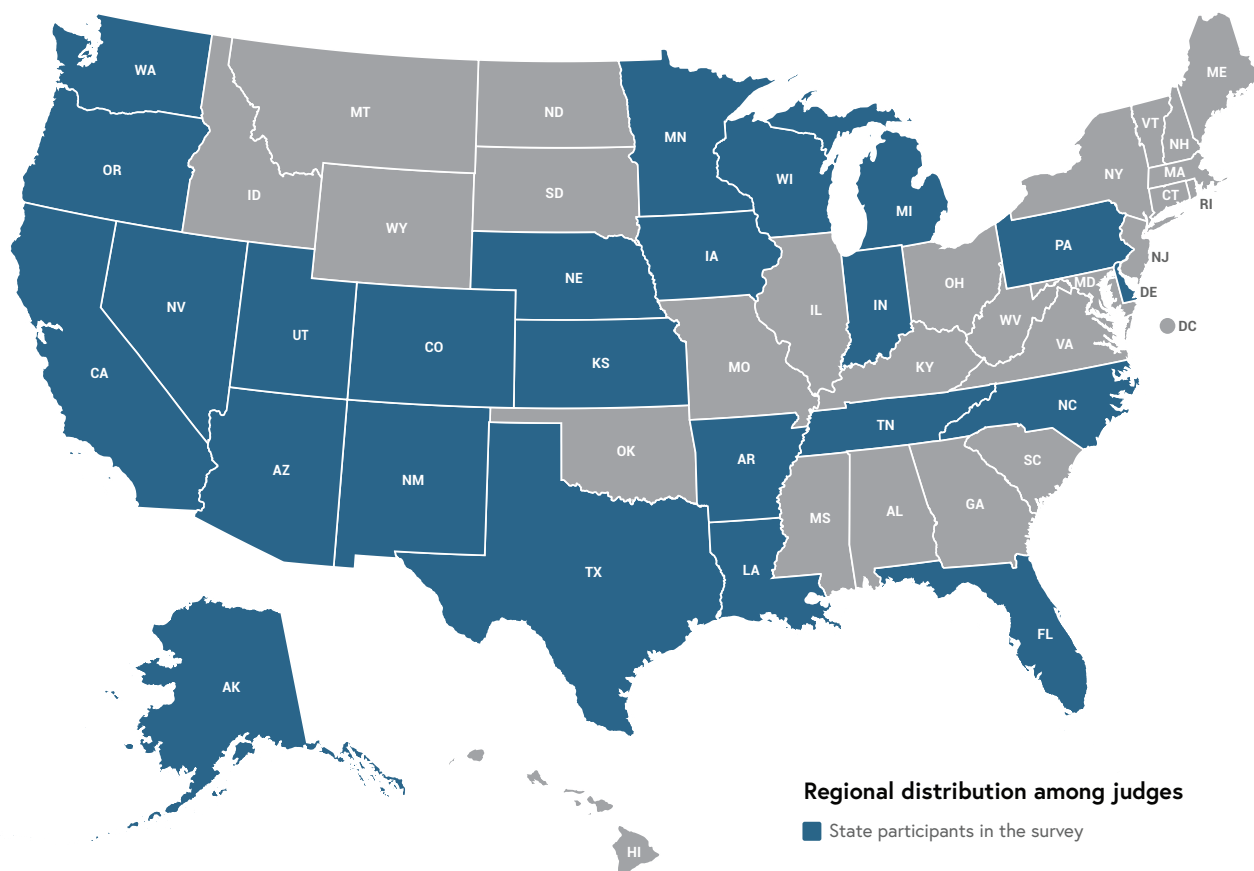 WA
MT
ND
ME
MN
VT
NH
OR
ID
SD
WI
MI
NY
MA
CT
RI
WY
IA
PA
NJ
NE
OH
MD
DE
NV
UT
CO
IL
IN
WV
DC
CA
KS
MO
KY
VA
NC
TN
AZ
NM
OK
AR
SC
MS
AL
GA
TX
LA
FL
AK
HI
Regional distribution among judges
State participants in the survey